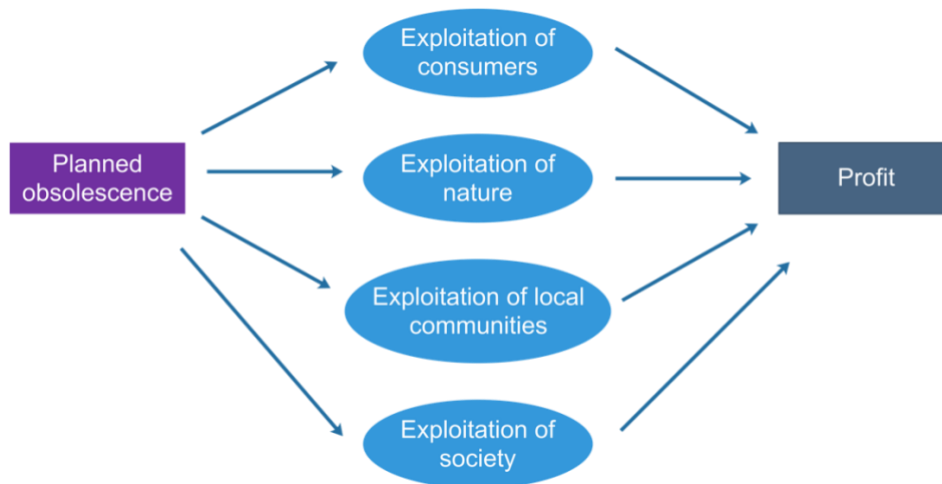 Planned
obsolescence
Exploitation of
consumers
Exploitation of
nature
Exploitation of local
communities
Exploitation of
society
Profit